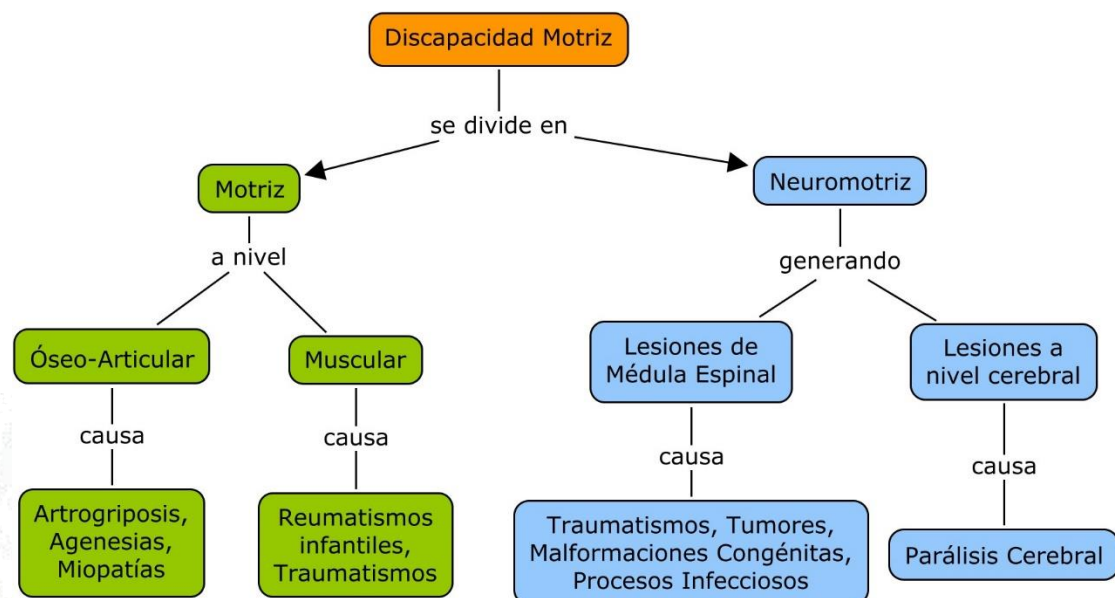 Discapacidad Motriz
se divide en
Motriz
Neuromotriz
a nivel
generando
Óseo-Articular
Muscular
Lesiones de
Médula Espinal
Lesiones a
nivel cerebral
causa
causa
causa
causa
Artrogriposis,
Agenesias,
Miopatías
Reumatismos
infantiles,
Traumatismos
Traumatismos, Tumores,
Malformaciones Congénitas,
Procesos Infecciosos
Parálisis Cerebral